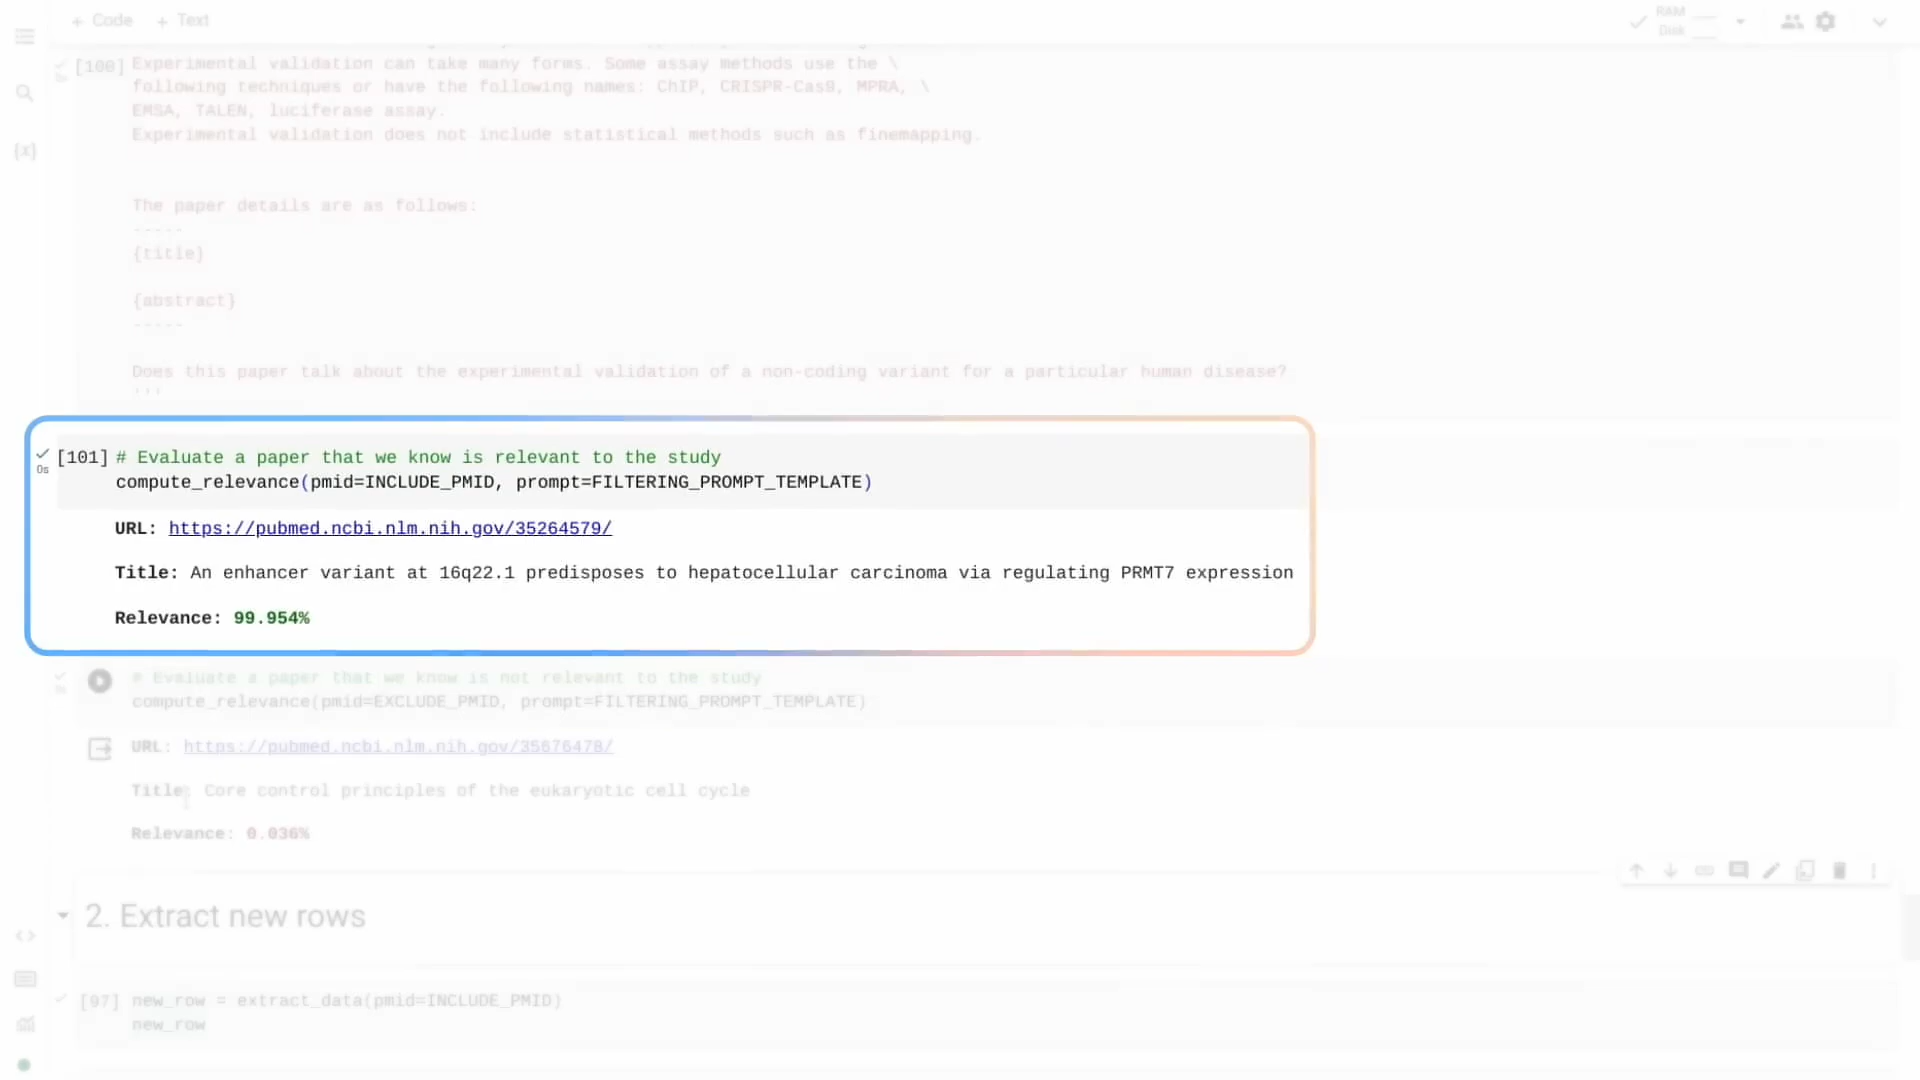 + Code + Text
RAM
Disk
[100] Experimental validation can take many forms. Some assay methods use the \
following techniques or have the following names: ChIP, CRISPR-Cas9, MPRA, \
EMSA, TALEN, luciferase assay.
Experimental validation does not include statistical methods such as finemapping.
The paper details are as follows:
-----
{title}
{abstract}
-----
Does this paper talk about the experimental validation of a non-coding variant for a particular human disease?
'''
0s
[101] # Evaluate a paper that we know is relevant to the study
compute_relevance(pmid=INCLUDE_PMID, prompt=FILTERING_PROMPT_TEMPLATE)
URL: https://pubmed.ncbi.nlm.nih.gov/35264579/
Title: An enhancer variant at 16q22.1 predisposes to hepatocellular carcinoma via regulating PRMT7 expression
Relevance: 99.954%
# Evaluate a paper that we know is not relevant to the study
compute_relevance(pmid=EXCLUDE_PMID, prompt=FILTERING_PROMPT_TEMPLATE)
URL: https://pubmed.ncbi.nlm.nih.gov/35676478/
Title: Core control principles of the eukaryotic cell cycle
Relevance: 0.036%
2. Extract new rows
[97] new_row = extract_data(pmid=INCLUDE_PMID)
new_row